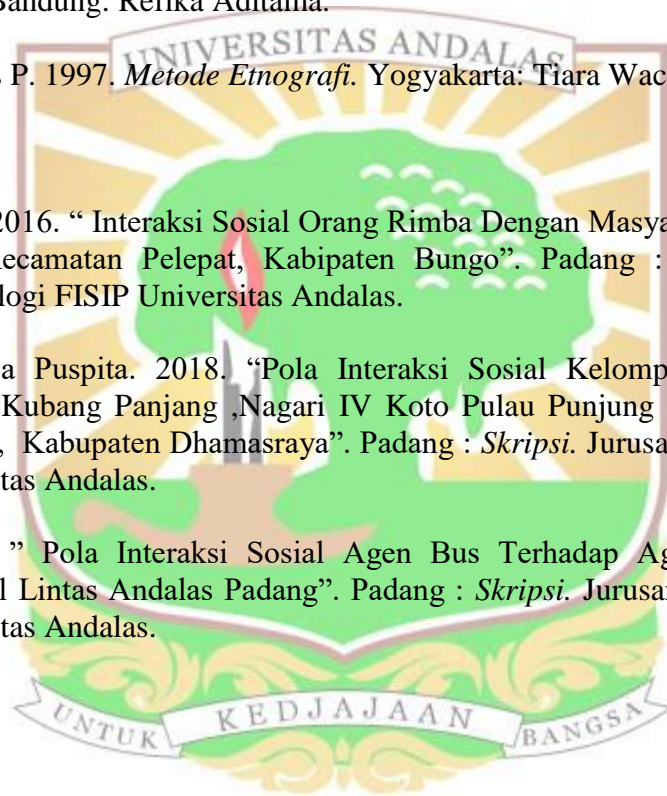 Bandung: Refika Aditama.
UNIVERSITAS ANDALAS
P. 1997. Metode Etnografi. Yogyakarta: Tiara Wac
2016. “ Interaksi Sosial Orang Rimba Dengan Masya
ecamatan Pelepat, Kabipaten Bungo”. Padang :
logi FISIP Universitas Andalas.
a Puspita. 2018. “Pola Interaksi Sosial Kelomp
Kubang Panjang ,Nagari IV Koto Pulau Punjung
, Kabupaten Dhamasraya”. Padang : Skripsi. Jurusa
tas Andalas.
” Pola Interaksi Sosial Agen Bus Terhadap Ag
l Lintas Andalas Padang”. Padang : Skripsi. Jurusan
tas Andalas.
UNTUK KEDJAJAAN BANGSA